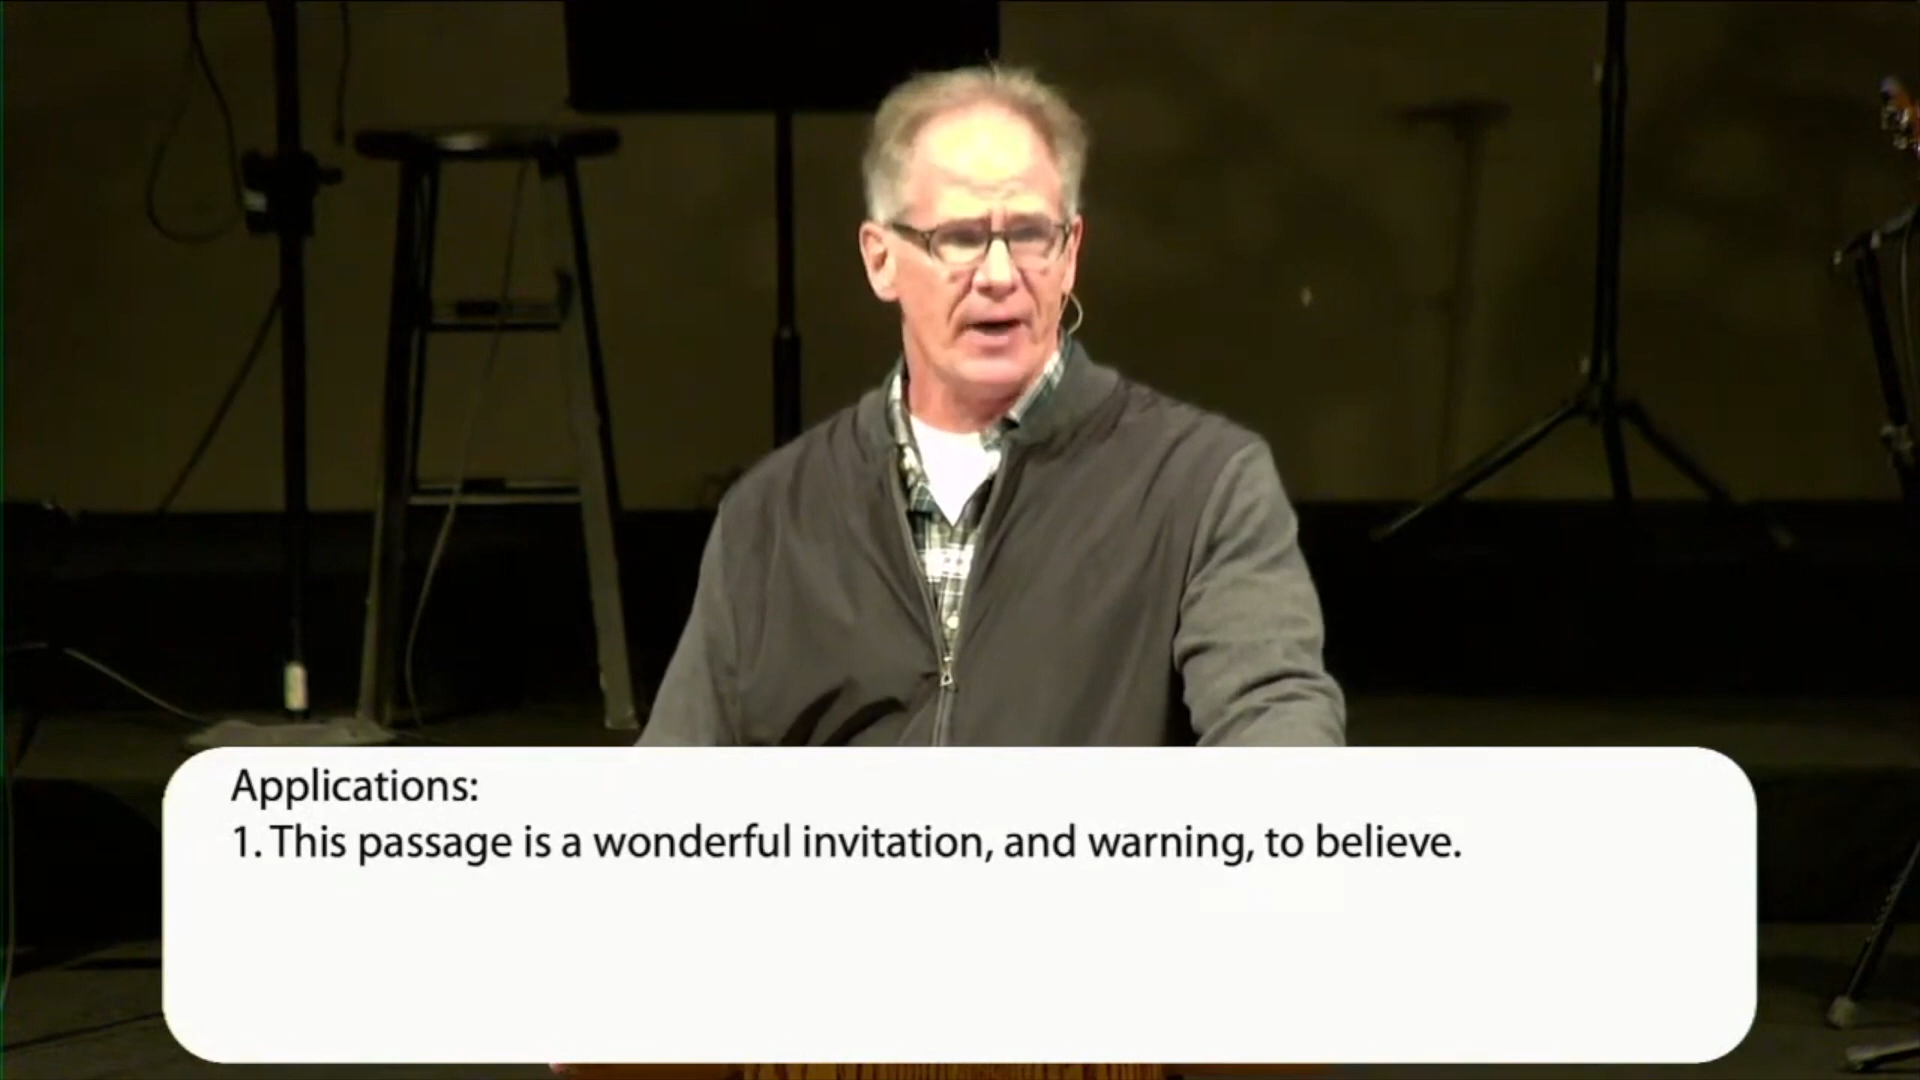 Applications:
1. This passage is a wonderful invitation, and warning, to believe.